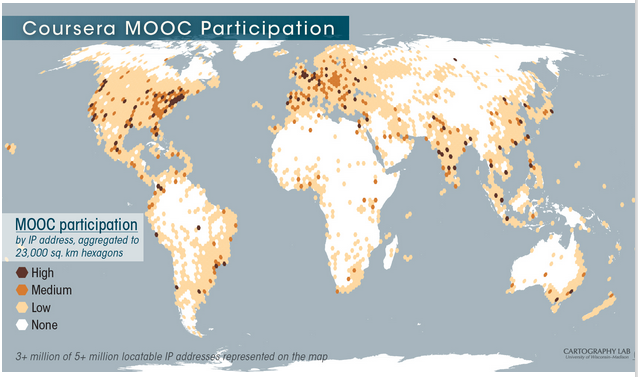 Coursera MOOC Participation
MOOC participation
by IP address, aggregated to
23,000 sq. km hexagons
High
Medium
Low
None
3+ million of 5+ million locatable IP addresses represented on the map
CARTOGRAPHY LAB
University of Wisconsin-Madison